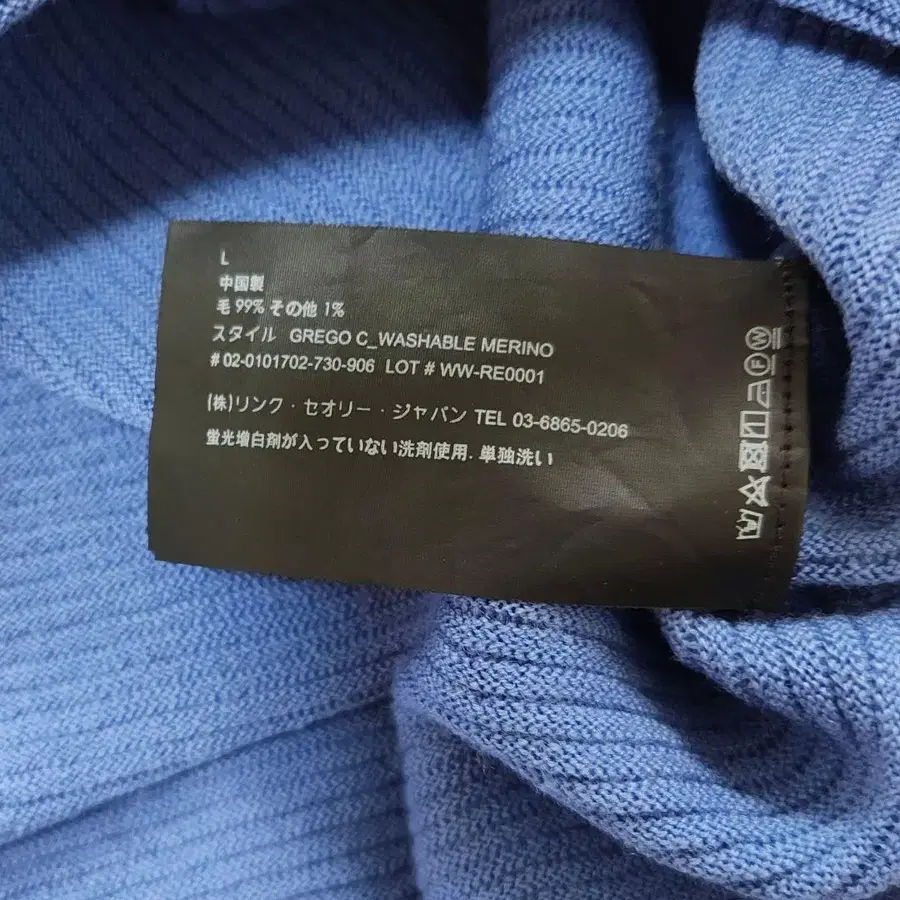 L
中国製
毛 99% その他 1%
スタイル GREGO C_WASHABLE MERINO
# 02-0101702-730-906 LOT # WW-RE0001
(株)リンク・セオリー・ジャパン TEL 03-6865-0206
蛍光増白剤が入っていない洗剤使用. 単独洗い
F
W